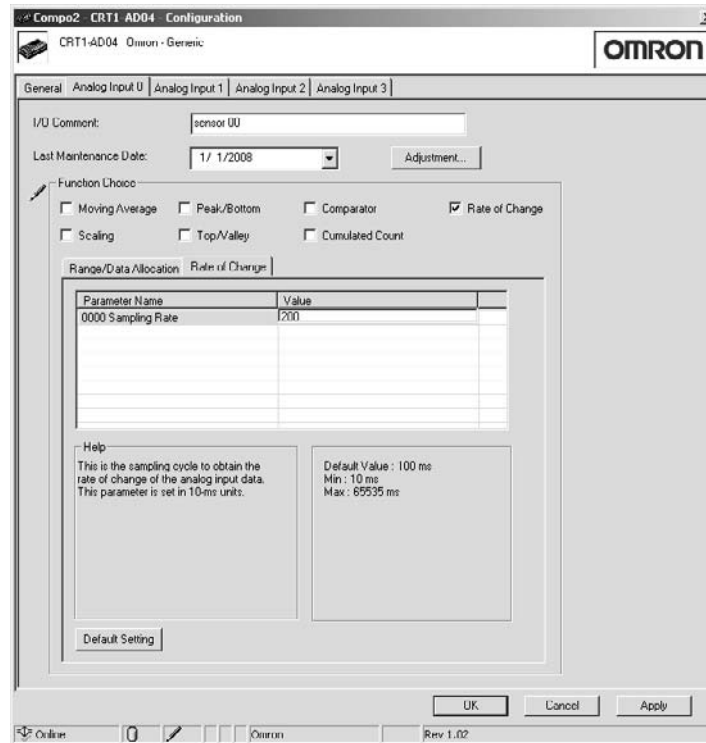 Compo2 - CRT1-AD04 - Configuration
CRT1-AD04 Omron - Generic
OMRON
General Analog Input 0 Analog Input 1 Analog Input 2 Analog Input 3
I/O Comment: sensor 00
Last Maintenance Date: 1/ 1/2008 Adjustment...
Function Choice
Moving Average Peak/Bottom Comparator Rate of Change
Scaling Top/Valley Cumulated Count
Range/Data Allocation Rate of Change
Parameter Name Value
0000 Sampling Rate 200
Help
This is the sampling cycle to obtain the
rate of change of the analog input data.
This parameter is set in 10-ms units.
Default Value : 100 ms
Min : 10 ms
Max : 65535 ms
Default Setting
OK Cancel Apply
Online Omron Rev 1.02